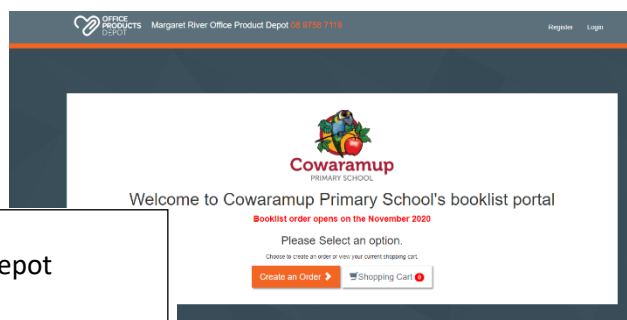 OFFICE
PRODUCTS
DEPOT
Margaret River Office Product Depot 08 9758 7119
Register Login
Cowaramup
PRIMARY SCHOOL
Welcome to Cowaramup Primary School's booklist portal
Booklist order opens on the November 2020
Please Select an option.
Choose to create an order or view your current shopping cart.
Create an Order
Shopping Cart 0
epot